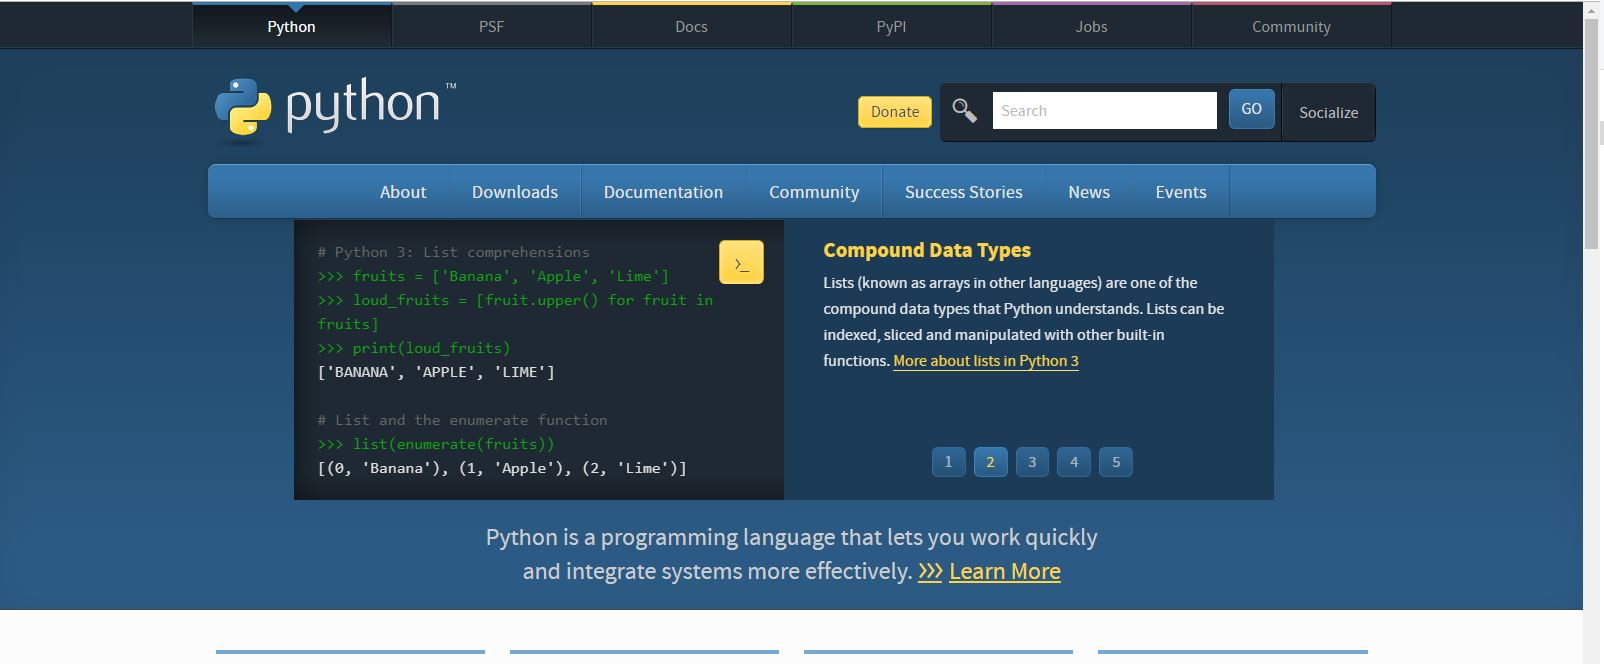 Python
PSF
Docs
PyPI
Jobs
Community
python™
Donate
Search
GO
Socialize
About
Downloads
Documentation
Community
Success Stories
News
Events
# Python 3: List comprehensions
>>> fruits = ['Banana', 'Apple', 'Lime']
>>> loud_fruits = [fruit.upper() for fruit in
fruits]
>>> print(loud_fruits)
['BANANA', 'APPLE', 'LIME']
# List and the enumerate function
>>> list(enumerate(fruits))
[(0, 'Banana'), (1, 'Apple'), (2, 'Lime')]
>_
Compound Data Types
Lists (known as arrays in other languages) are one of the
compound data types that Python understands. Lists can be
indexed, sliced and manipulated with other built-in
functions. More about lists in Python 3
1 2 3 4 5
Python is a programming language that lets you work quickly
and integrate systems more effectively. >>> Learn More